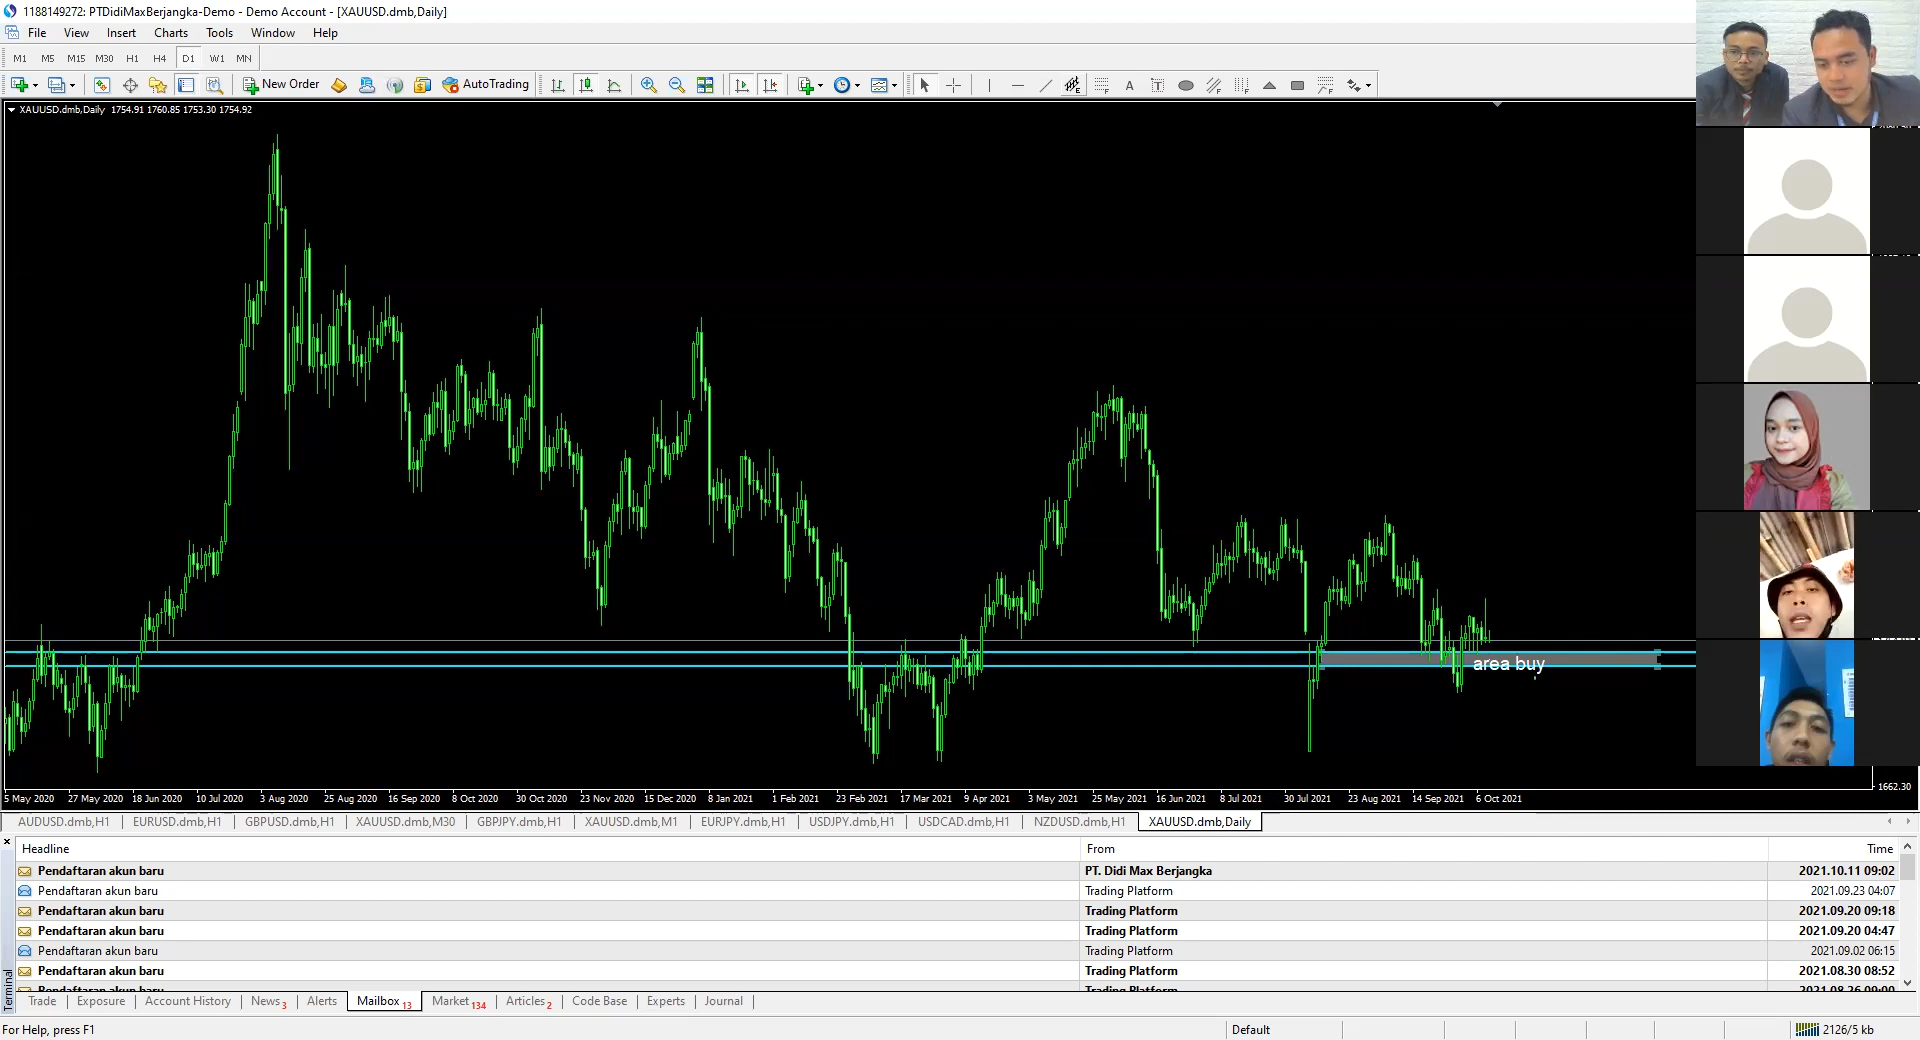 1188149272: PTDidiMaxBerjangka-Demo - Demo Account - [XAUUSD.dmb,Daily]
File View Insert Charts Tools Window Help
M1 M5 M15 M30 H1 H4 D1 W1 MN
New Order AutoTrading A T
XAUUSD.dmb,Daily 1754.91 1760.85 1753.30 1754.92
area buy
1662.30
5 May 2020 27 May 2020 18 Jun 2020 10 Jul 2020 3 Aug 2020 25 Aug 2020 16 Sep 2020 8 Oct 2020 30 Oct 2020 23 Nov 2020 15 Dec 2020 8 Jan 2021 1 Feb 2021 23 Feb 2021 17 Mar 2021 9 Apr 2021 3 May 2021 25 May 2021 16 Jun 2021 8 Jul 2021 30 Jul 2021 23 Aug 2021 14 Sep 2021 6 Oct 2021
AUDUSD.dmb,H1 EURUSD.dmb,H1 GBPUSD.dmb,H1 XAUUSD.dmb,M30 GBPJPY.dmb,H1 XAUUSD.dmb,M1 EURJPY.dmb,H1 USDJPY.dmb,H1 USDCAD.dmb,H1 NZDUSD.dmb,H1 XAUUSD.dmb,Daily
Headline From Time
Pendaftaran akun baru PT. Didi Max Berjangka 2021.10.11 09:02
Pendaftaran akun baru Trading Platform 2021.09.23 04:07
Pendaftaran akun baru Trading Platform 2021.09.20 09:18
Pendaftaran akun baru Trading Platform 2021.09.20 04:47
Pendaftaran akun baru Trading Platform 2021.09.02 06:15
Pendaftaran akun baru Trading Platform 2021.08.30 08:52
Pendaftaran akun baru Trading Platform 2021.08.26 09:00
Terminal
Trade Exposure Account History News 3 Alerts Mailbox 13 Market 134 Articles 2 Code Base Experts Journal
For Help, press F1 Default 2126/5 kb